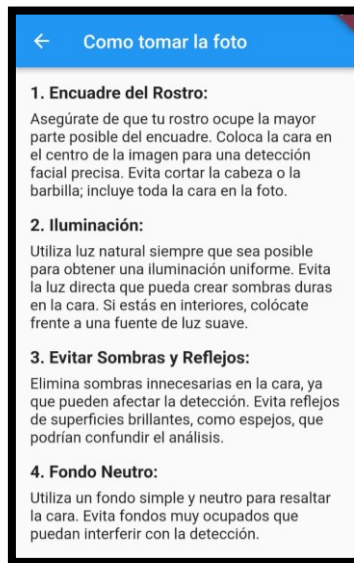 Como tomar la foto
1. Encuadre del Rostro:
Asegúrate de que tu rostro ocupe la mayor
parte posible del encuadre. Coloca la cara en
el centro de la imagen para una detección
facial precisa. Evita cortar la cabeza o la
barbilla; incluye toda la cara en la foto.
2. Iluminación:
Utiliza luz natural siempre que sea posible
para obtener una iluminación uniforme. Evita
la luz directa que pueda crear sombras duras
en la cara. Si estás en interiores, colócate
frente a una fuente de luz suave.
3. Evitar Sombras y Reflejos:
Elimina sombras innecesarias en la cara, ya
que pueden afectar la detección. Evita reflejos
de superficies brillantes, como espejos, que
podrían confundir el análisis.
4. Fondo Neutro:
Utiliza un fondo simple y neutro para resaltar
la cara. Evita fondos muy ocupados que
puedan interferir con la detección.